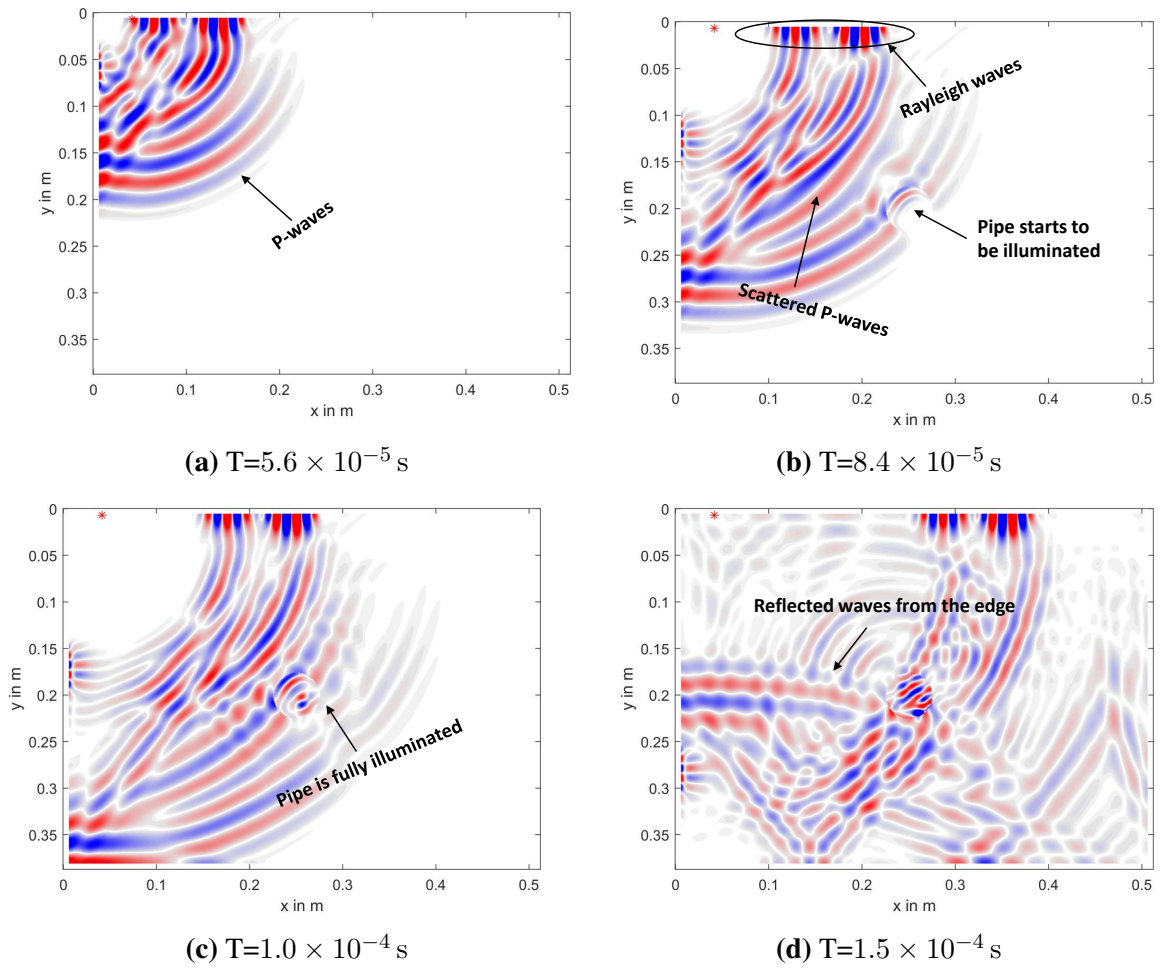 0
0.05
0.1
0.15
0.2
0.25
0.3
0.35
y in m
P-waves
0 0.1 0.2 0.3 0.4 0.5
x in m
(a) T=5.6 × 10⁻⁵ s
0
0.05
0.1
0.15
0.2
0.25
0.3
0.35
y in m
Rayleigh waves
Pipe starts to
be illuminated
Scattered P-waves
0 0.1 0.2 0.3 0.4 0.5
x in m
(b) T=8.4 × 10⁻⁵ s
0
0.05
0.1
0.15
0.2
0.25
0.3
0.35
y in m
Pipe is fully illuminated
0 0.1 0.2 0.3 0.4 0.5
x in m
(c) T=1.0 × 10⁻⁴ s
0
0.05
0.1
0.15
0.2
0.25
0.3
0.35
y in m
Reflected waves from the edge
0 0.1 0.2 0.3 0.4 0.5
x in m
(d) T=1.5 × 10⁻⁴ s